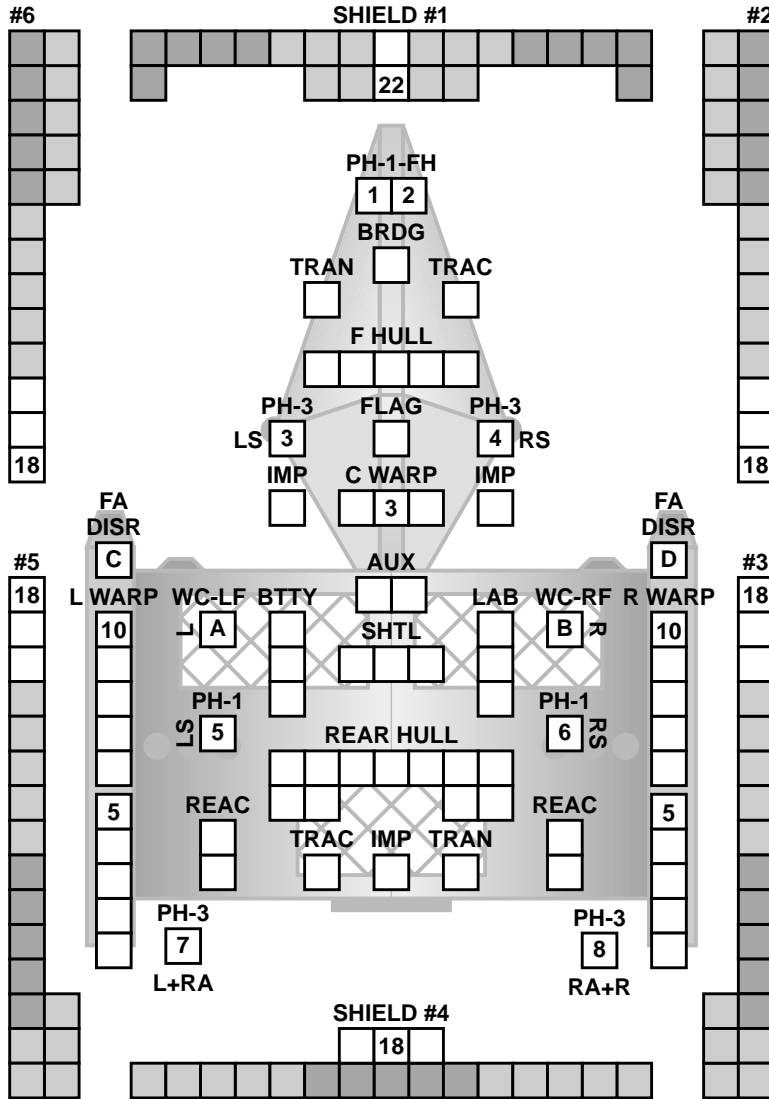 #6 SHIELD #1 #2
22
PH-1-FH
1 2
BRDG
TRAN TRAC
F HULL
PH-3 FLAG PH-3
LS 3 4 RS
IMP C WARP IMP
3
18 18
FA FA
DISR DISR
C D
#5 AUX #3
18 L WARP WC-LF BTTY LAB WC-RF R WARP 18
10 L A B R 10
SHTL
PH-1 PH-1
LS 5 6 RS
REAR HULL
5 REAC REAC 5
TRAC IMP TRAN
PH-3 PH-3
7 8
L+RA RA+R
SHIELD #4
18